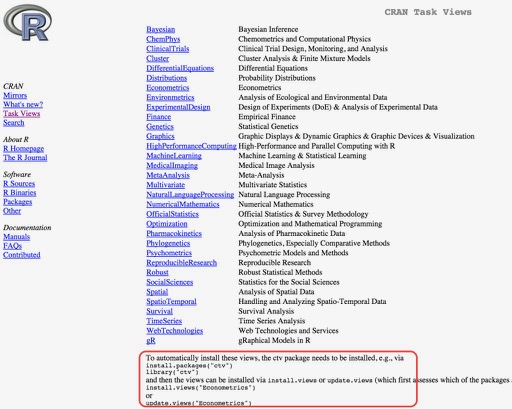 CRAN Task Views
R
CRAN
Mirrors
What's new?
Task Views
Search
About R
R Homepage
The R Journal
Software
R Sources
R Binaries
Packages
Other
Documentation
Manuals
FAQs
Contributed
Bayesian Bayesian Inference
ChemPhys Chemometrics and Computational Physics
ClinicalTrials Clinical Trial Design, Monitoring, and Analysis
Cluster Cluster Analysis & Finite Mixture Models
DifferentialEquations Differential Equations
Distributions Probability Distributions
Econometrics Econometrics
Environmetrics Analysis of Ecological and Environmental Data
ExperimentalDesign Design of Experiments (DoE) & Analysis of Experimental Data
Finance Empirical Finance
Genetics Statistical Genetics
Graphics Graphic Displays & Dynamic Graphics & Graphic Devices & Visualization
HighPerformanceComputing High-Performance and Parallel Computing with R
MachineLearning Machine Learning & Statistical Learning
MedicalImaging Medical Image Analysis
MetaAnalysis Meta-Analysis
Multivariate Multivariate Statistics
NaturalLanguageProcessing Natural Language Processing
NumericalMathematics Numerical Mathematics
OfficialStatistics Official Statistics & Survey Methodology
Optimization Optimization and Mathematical Programming
Pharmacokinetics Analysis of Pharmacokinetic Data
Phylogenetics Phylogenetics, Especially Comparative Methods
Psychometrics Psychometric Models and Methods
ReproducibleResearch Reproducible Research
Robust Robust Statistical Methods
SocialSciences Statistics for the Social Sciences
Spatial Analysis of Spatial Data
SpatioTemporal Handling and Analyzing Spatio-Temporal Data
Survival Survival Analysis
TimeSeries Time Series Analysis
WebTechnologies Web Technologies and Services
gR gRaphical Models in R
To automatically install these views, the ctv package needs to be installed, e.g., via
install.packages("ctv")
library("ctv")
and then the views can be installed via install.views or update.views (which first assesses which of the packages
install.views("Econometrics")
or
update.views("Econometrics")